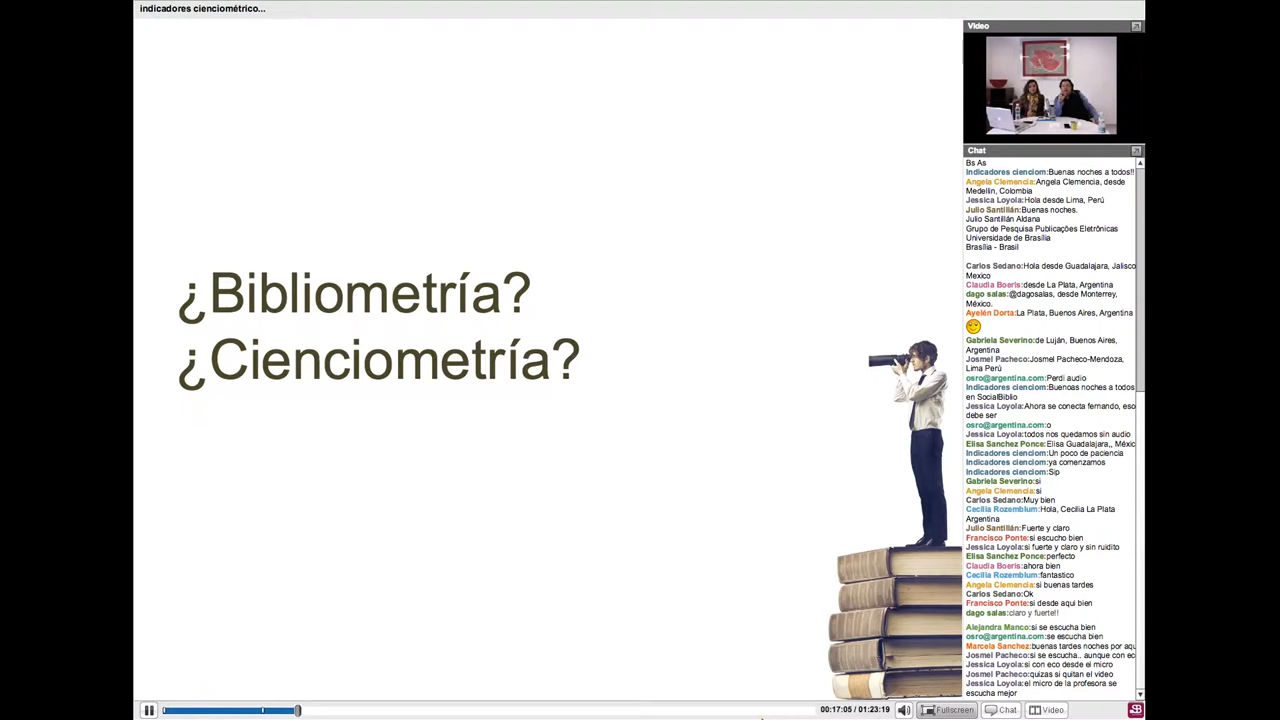 indicadores cienciométrico...
¿Bibliometría?
¿Cienciometría?
Video
Chat
Bs As
Indicadores cienciom:Buenas noches a todos!!
Angela Clemencia:Angela Clemencia, desde
Medellin, Colombia
Jessica Loyola:Hola desde Lima, Perú
Julio Santillán:Buenas noches.
Julio Santillán Aldana
Grupo de Pesquisa Publicações Eletrônicas
Universidade de Brasília
Brasília - Brasil
Carlos Sedano:Hola desde Guadalajara, Jalisco
Mexico
Claudia Boeris:desde La Plata, Argentina
dago salas:@dagosalas, desde Monterrey,
México.
Ayelén Dorta:La Plata, Buenos Aires, Argentina
Gabriela Severino:de Luján, Buenos Aires,
Argentina
Josmel Pacheco:Josmel Pacheco-Mendoza,
Lima Perú
osro@argentina.com:Perdi audio
Indicadores cienciom:Buenoas noches a todos
en SocialBiblio
Jessica Loyola:Ahora se conecta fernando, eso
debe ser
osro@argentina.com:o
Jessica Loyola:todos nos quedamos sin audio
Elisa Sanchez Ponce:Elisa Guadalajara,, Méxic
Indicadores cienciom:Un poco de paciencia
Indicadores cienciom:ya comenzamos
Indicadores cienciom:Sip
Gabriela Severino:si
Angela Clemencia:si
Carlos Sedano:Muy bien
Cecilia Rozemblum:Hola, Cecilia La Plata
Argentina
Julio Santillán:Fuerte y claro
Francisco Ponte:si escucho bien
Jessica Loyola:si fuerte y claro y sin ruidito
Elisa Sanchez Ponce:perfecto
Claudia Boeris:ahora bien
Cecilia Rozemblum:fantastico
Angela Clemencia:si buenas tardes
Carlos Sedano:Ok
Francisco Ponte:si desde aqui bien
dago salas:claro y fuerte!!
Alejandra Manco:si se escucha bien
osro@argentina.com:se escucha bien
Marcela Sanchez:buenas tardes noches por aqu
Josmel Pacheco:si se escucha.. aunque con ec
Jessica Loyola:si con eco desde el micro
Josmel Pacheco:quizas si quitan el video
Jessica Loyola:el micro de la profesora se
escucha mejor
00:17:05 / 01:23:19
Fullscreen
Chat
Video